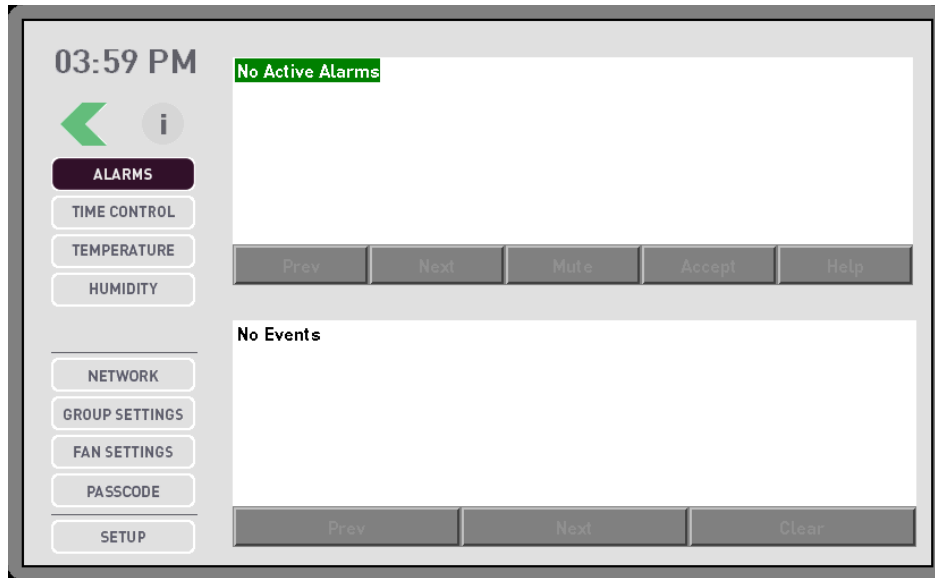 03:59 PM
i
ALARMS
TIME CONTROL
TEMPERATURE
HUMIDITY
NETWORK
GROUP SETTINGS
FAN SETTINGS
PASSCODE
SETUP
No Active Alarms
Prev Next Mute Accept Help
No Events
Prev Next Clear